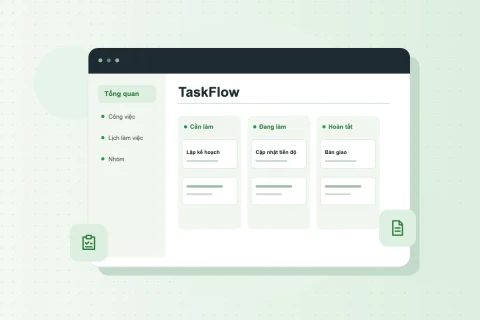 TaskFlow
Tổng quan
Công việc
Lịch làm việc
Nhóm
Cần làm
Lập kế hoạch
Đang làm
Cập nhật tiến độ
Hoàn tất
Bàn giao